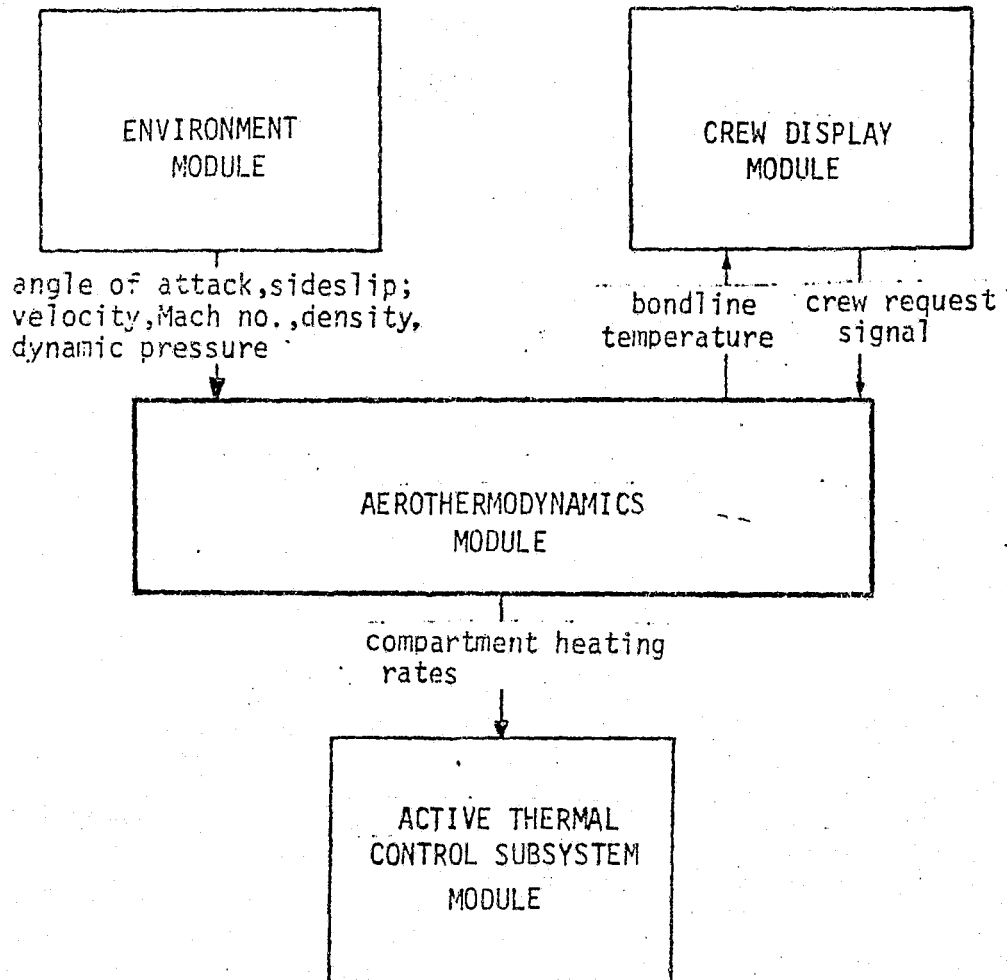 ENVIRONMENT
MODULE
CREW DISPLAY
MODULE
angle of attack,sideslip;
velocity,Mach no.,density,
dynamic pressure
bondline
temperature
crew request
signal
AEROTHERMODYNAMICS
MODULE
compartment heating
rates
ACTIVE THERMAL
CONTROL SUBSYSTEM
MODULE